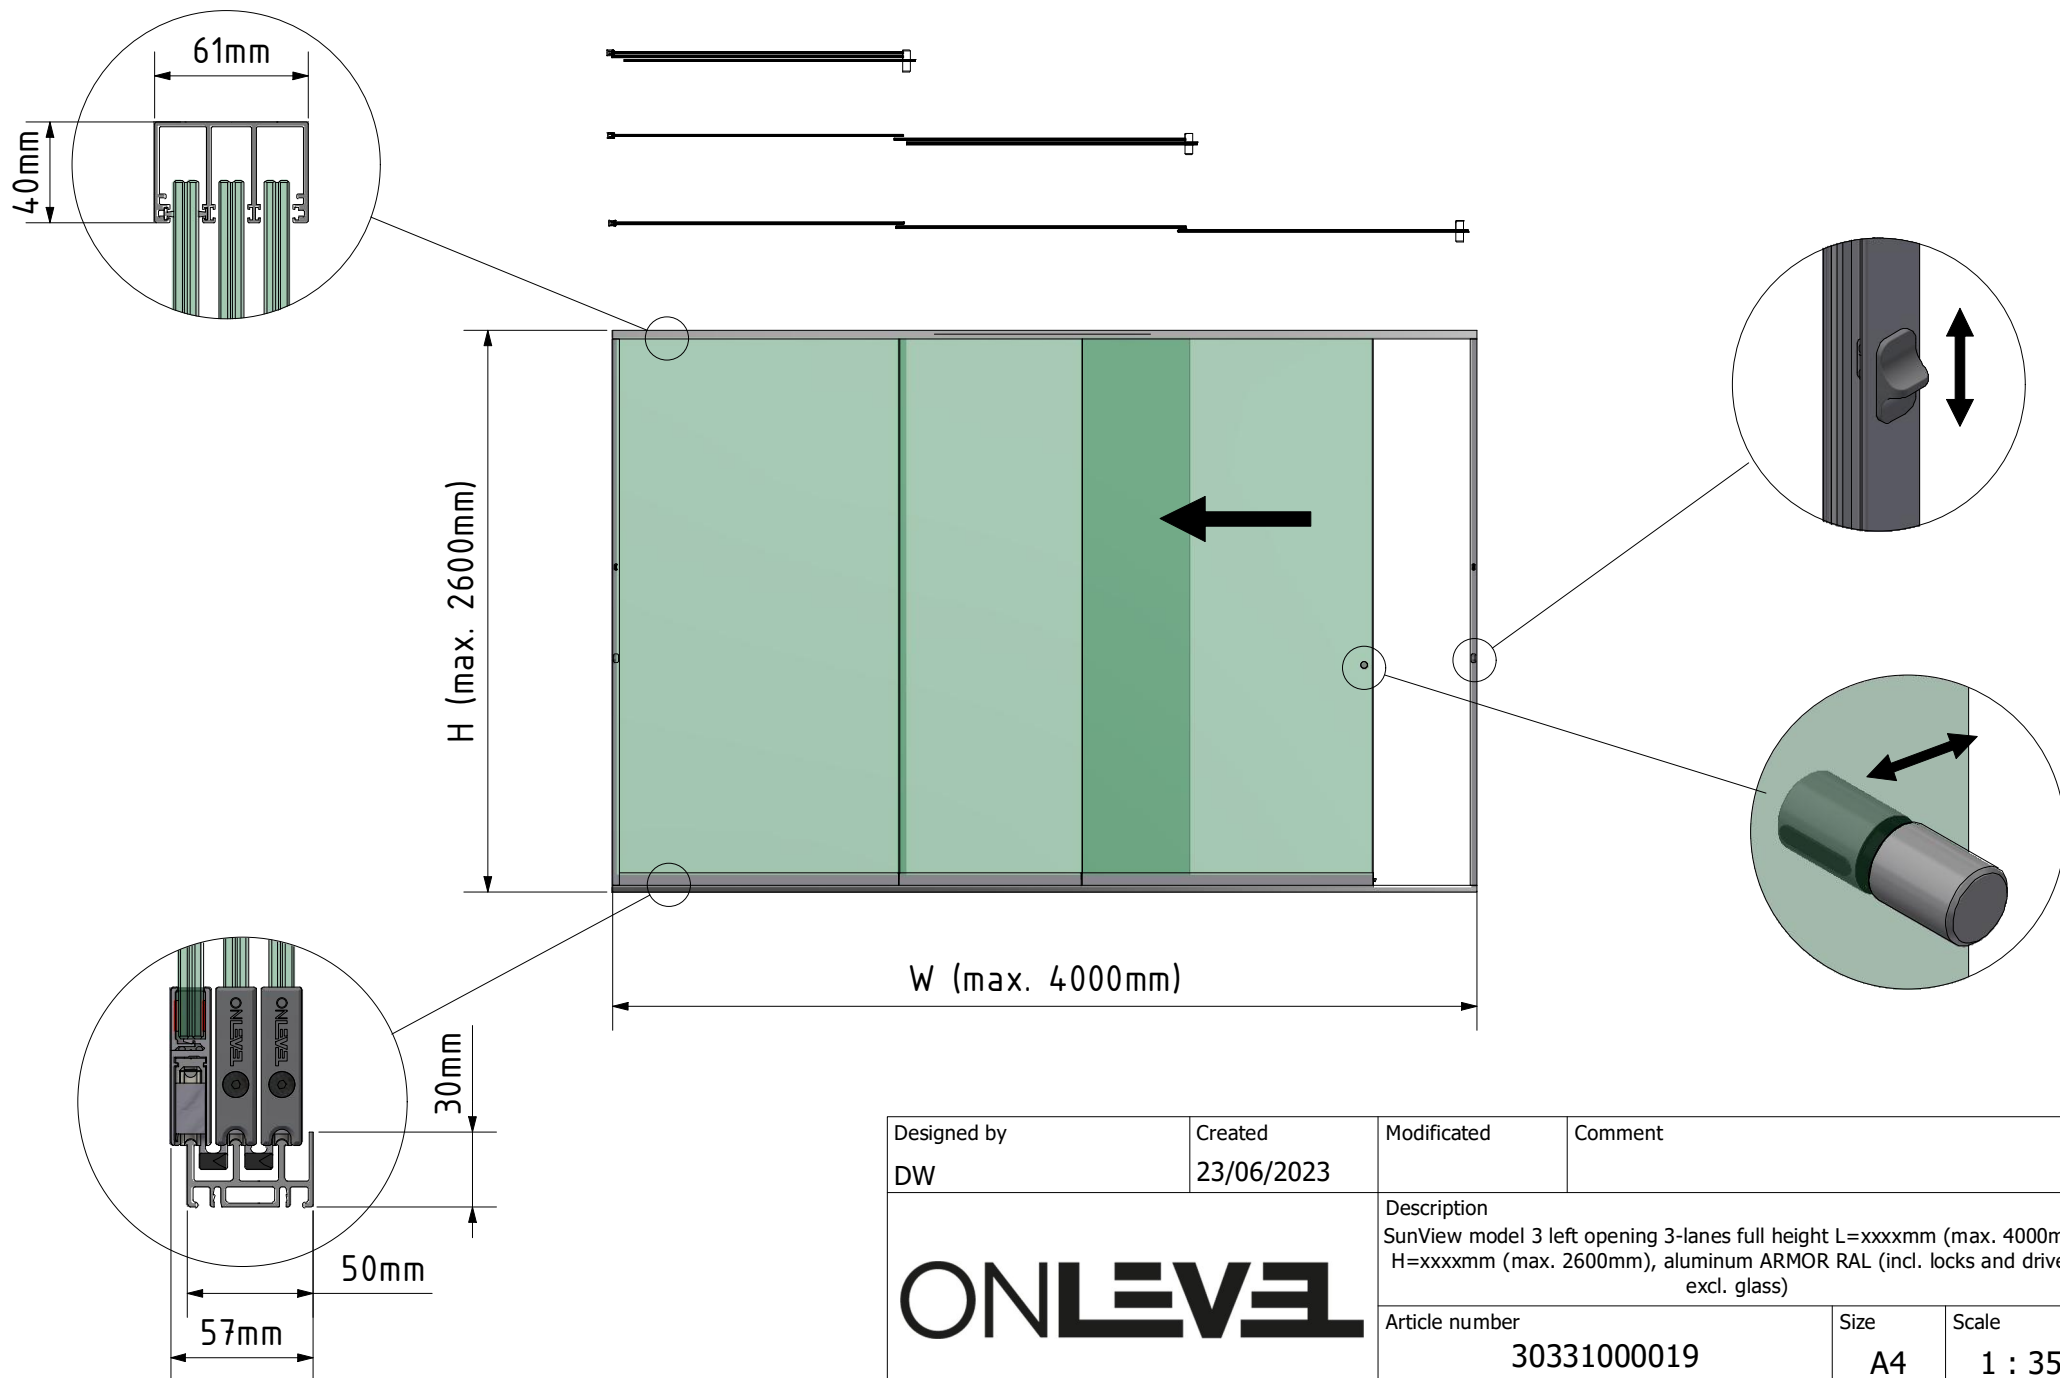 61mm
40mm
H (max. 2600mm)
W (max. 4000mm)
ONLEVEL
ONLEVEL
30mm
50mm
57mm
Designed by
DW
Created
23/06/2023
Modificated
Comment
ONLEVEL
Description
SunView model 3 left opening 3-lanes full height L=xxxxmm (max. 4000m
H=xxxxmm (max. 2600mm), aluminum ARMOR RAL (incl. locks and drive
excl. glass)
Article number
30331000019
Size
A4
Scale
1 : 35